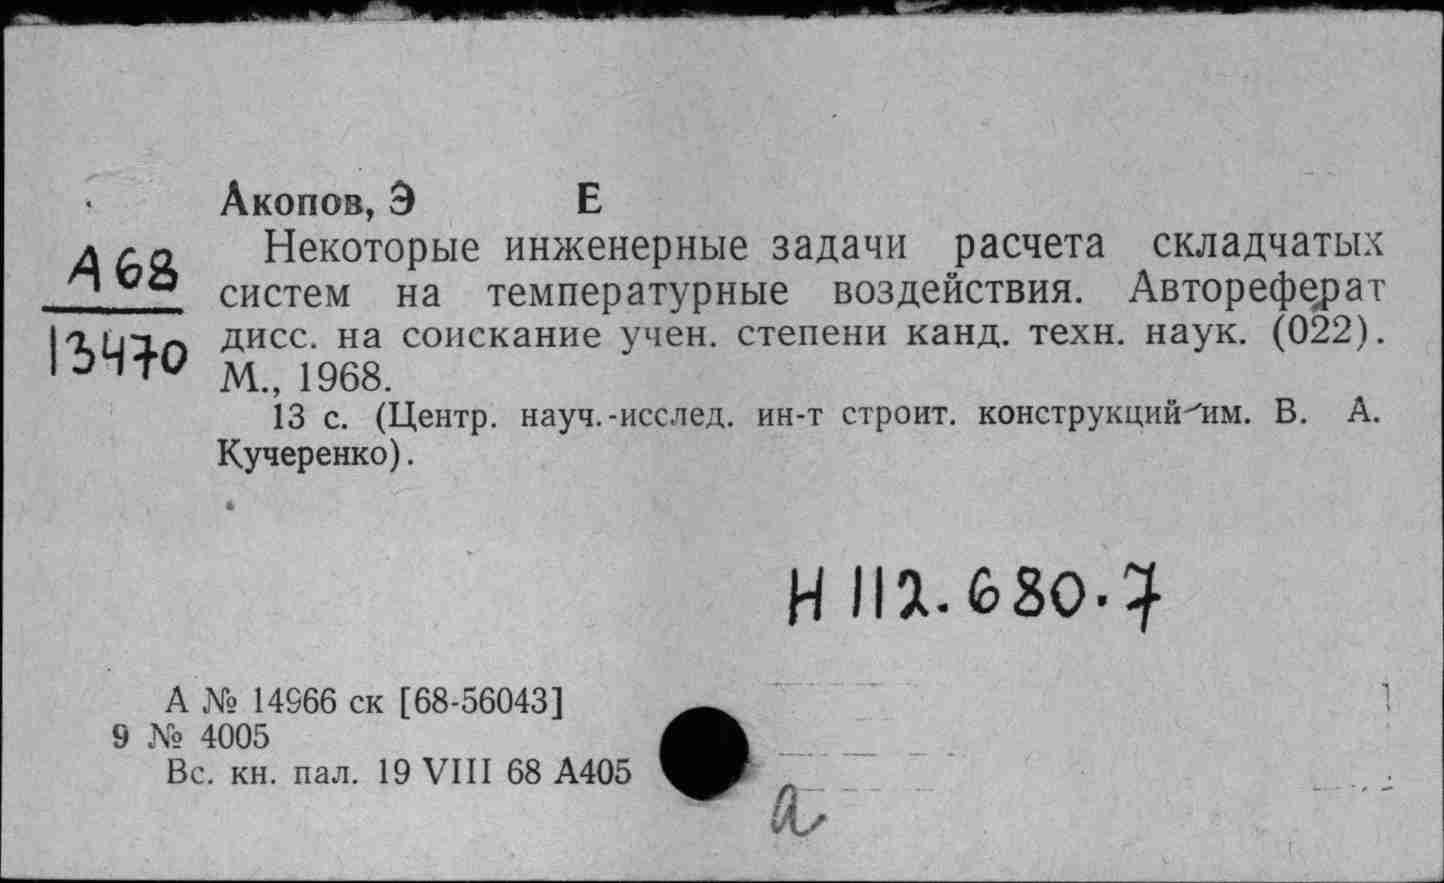 Акопов, Э Е
А68
13470
Некоторые инженерные задачи расчета складчатых
систем на температурные воздействия. Автореферат
дисс. на соискание учен. степени канд. техн. наук. (022).
М., 1968.
13 с. (Центр. науч.-исслед. ин-т строит. конструкций им. В. А.
Кучеренко).
Н 112.680.7
А № 14966 ск [68-56043]
9 № 4005
Вс. кн. пал. 19 VIII 68 А405